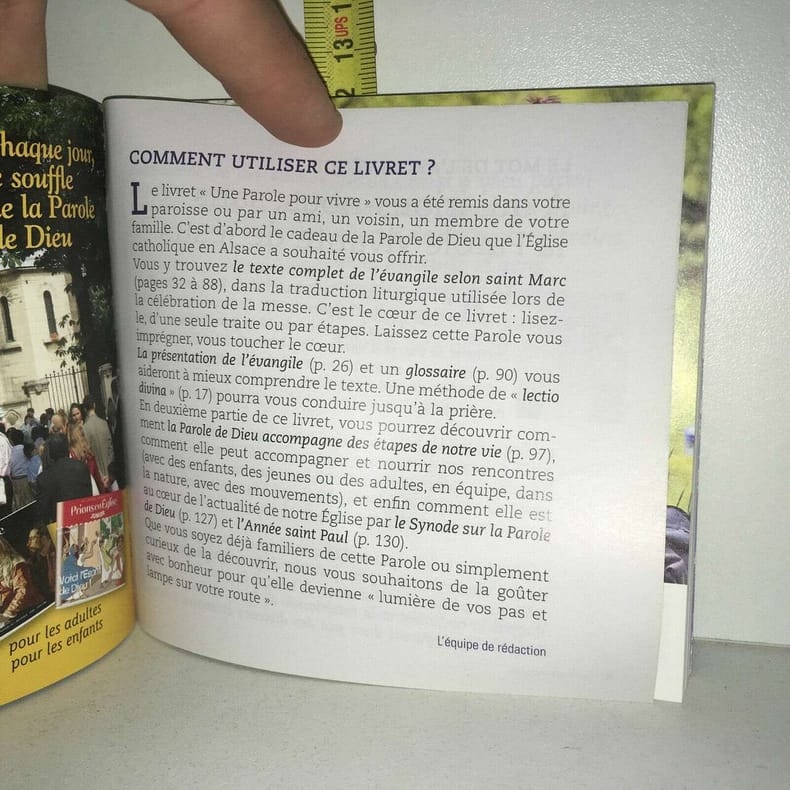 haque jour,
souffle
e la Parole
de Dieu
Prions en Église
JUNIOR
Voici l'Esprit
de Dieu !
pour les adultes
pour les enfants
13
UPS
COMMENT UTILISER CE LIVRET ?
Le livret « Une Parole pour vivre » vous a été remis dans votre
paroisse ou par un ami, un voisin, un membre de votre
famille. C'est d'abord le cadeau de la Parole de Dieu que l'Église
catholique en Alsace a souhaité vous offrir.
Vous y trouvez le texte complet de l'évangile selon saint Marc
(pages 32 à 88), dans la traduction liturgique utilisée lors de
la célébration de la messe. C'est le cœur de ce livret : lisez-
le, d'une seule traite ou par étapes. Laissez cette Parole vous
imprégner, vous toucher le cœur.
La présentation de l'évangile (p. 26) et un glossaire (p. 90) vous
aideront à mieux comprendre le texte. Une méthode de « lectio
divina » (p. 17) pourra vous conduire jusqu'à la prière.
En deuxième partie de ce livret, vous pourrez découvrir com-
ment la Parole de Dieu accompagne des étapes de notre vie (p. 97),
comment elle peut accompagner et nourrir nos rencontres
(avec des enfants, des jeunes ou des adultes, en équipe, dans
la nature, avec des mouvements), et enfin comment elle est
au cœur de l'actualité de notre Église par le Synode sur la Parole
de Dieu (p. 127) et l'Année saint Paul (p. 130).
Que vous soyez déjà familiers de cette Parole ou simplement
curieux de la découvrir, nous vous souhaitons de la goûter
avec bonheur pour qu'elle devienne « lumière de vos pas et
lampe sur votre route ».
L'équipe de rédaction